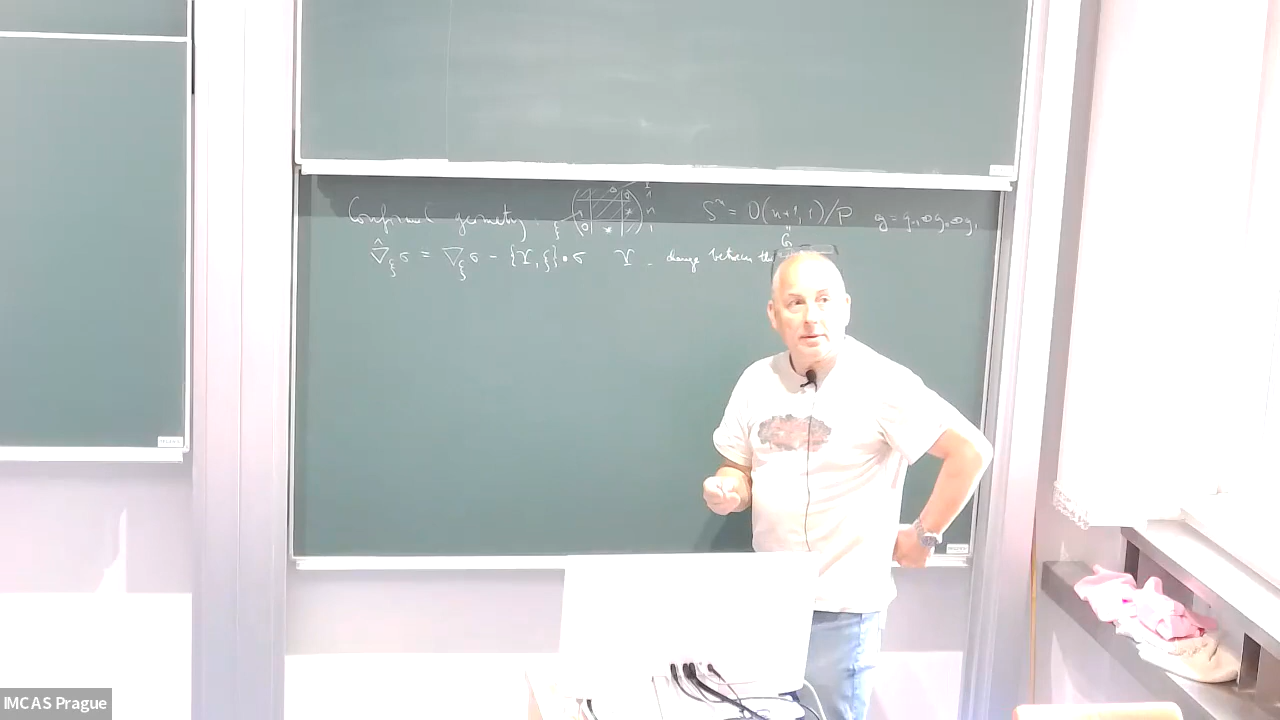 Conformal geometry. S^n = O(n+1,1)/P g = g_{-1} ⊕ g_0 ⊕ g_1
G
∇̂_ξ σ = ∇_ξ σ - {Υ, ξ}•σ Υ - change between the
IMCAS Prague